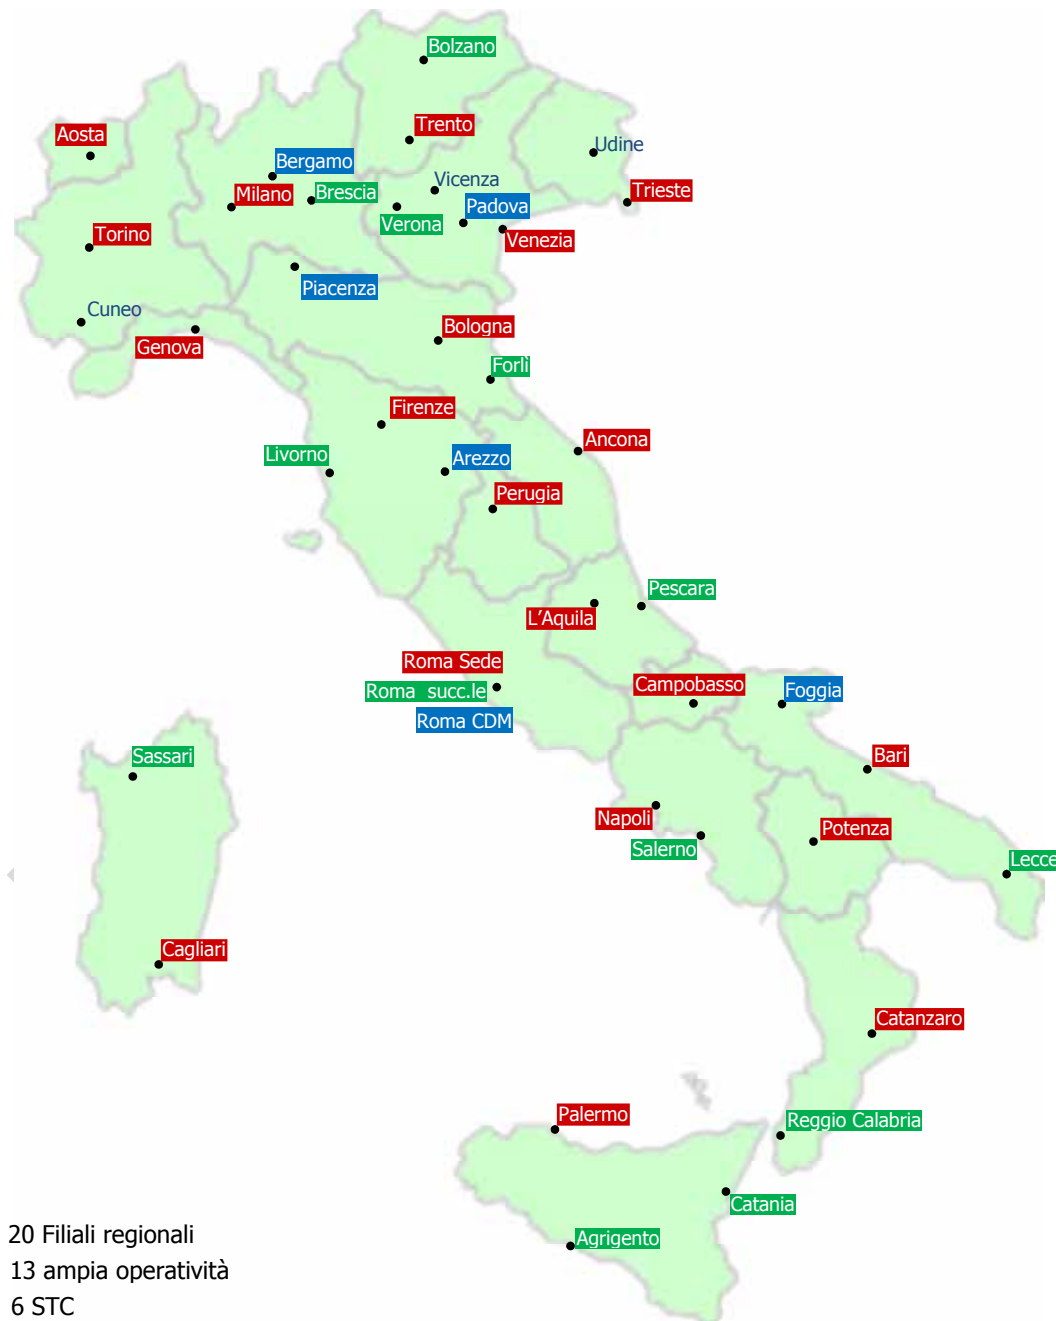 Bolzano
Trento
Aosta
Udine
Bergamo
Vicenza
Brescia
Milano
Trieste
Padova
Verona
Torino
Venezia
Piacenza
Cuneo
Bologna
Genova
Forlì
Firenze
Ancona
Livorno
Arezzo
Perugia
Pescara
L’Aquila
Roma Sede
Roma succ.le
Roma CDM
Campobasso
Foggia
Sassari
Bari
Napoli
Potenza
Salerno
Lecce
Cagliari
Catanzaro
Palermo
Reggio Calabria
Catania
Agrigento
20 Filiali regionali
13 ampia operatività
6 STC